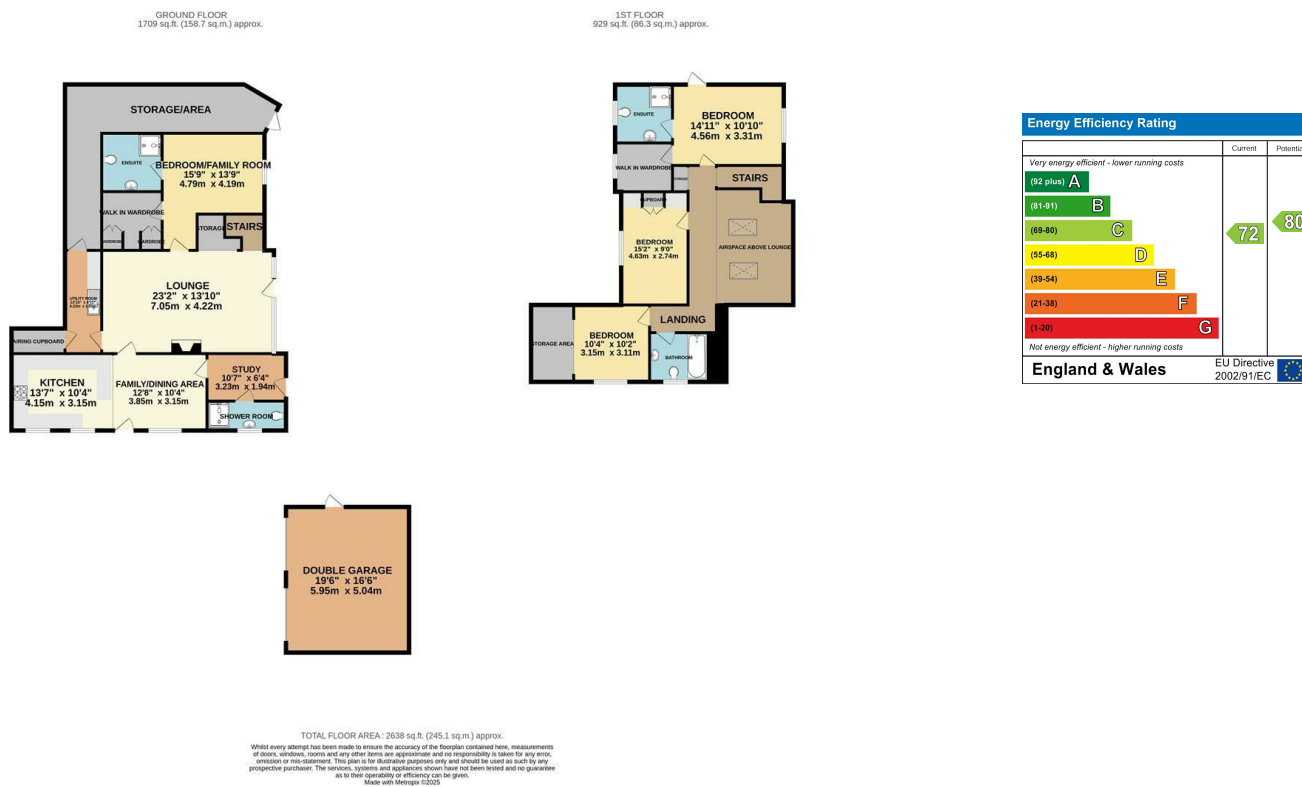 GROUND FLOOR
1709 sq.ft. (158.7 sq.m.) approx.
STORAGE/AREA
ENSUITE
BEDROOM/FAMILY ROOM
15'9" x 13'9"
4.79m x 4.19m
WALK IN WARDROBE
WARDROBE
WARDROBE
STORAGE
STAIRS
UTILITY ROOM
LOUNGE
23'2" x 13'10"
7.05m x 4.22m
AIRING CUPBOARD
KITCHEN
13'7" x 10'4"
4.15m x 3.15m
FAMILY/DINING AREA
12'8" x 10'4"
3.85m x 3.15m
STUDY
10'7" x 6'4"
3.23m x 1.94m
SHOWER ROOM
1ST FLOOR
929 sq.ft. (86.3 sq.m.) approx.
ENSUITE
BEDROOM
14'11" x 10'10"
4.56m x 3.31m
WALK IN WARDROBE
STORAGE
STAIRS
CUPBOARD
BEDROOM
15'2" x 9'0"
4.63m x 2.74m
AIRSPACE ABOVE LOUNGE
LANDING
STORAGE AREA
BEDROOM
10'4" x 10'2"
3.15m x 3.11m
BATHROOM
DOUBLE GARAGE
19'6" x 16'6"
5.95m x 5.04m
TOTAL FLOOR AREA : 2638 sq.ft. (245.1 sq.m.) approx.
Whilst every attempt has been made to ensure the accuracy of the floorplan contained here, measurements
of doors, windows, rooms and any other items are approximate and no responsibility is taken for any error,
omission or mis-statement. This plan is for illustrative purposes only and should be used as such by any
prospective purchaser. The services, systems and appliances shown have not been tested and no guarantee
as to their operability or efficiency can be given.
Made with Metropix ©2025
Energy Efficiency Rating
Current Potentia
Very energy efficient - lower running costs
(92 plus) A
(81-91) B
(69-80) C
(55-68) D
(39-54) E
(21-38) F
(1-20) G
72
80
Not energy efficient - higher running costs
England & Wales
EU Directive
2002/91/EC